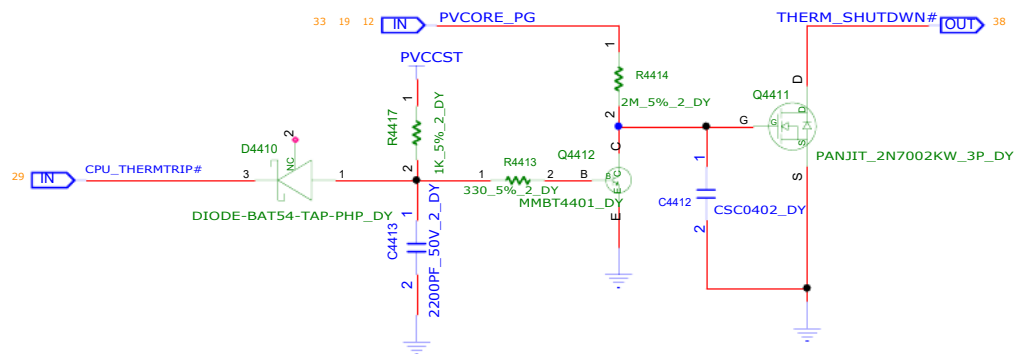 33 19 12 IN PVCORE_PG
THERM_SHUTDWN# OUT 38
PVCCST
1
R4414
2M_5%_2_DY
2
1
R4417
1K_5%_2_DY
2
Q4411
D
G
G
D
S
PANJIT_2N7002KW_3P_DY
S
2
NC
D4410
29 IN CPU_THERMTRIP#
3
1
DIODE-BAT54-TAP-PHP_DY
1
R4413
2
330_5%_2_DY
Q4412
C
B
B
C
E
MMBT4401_DY
E
1
C4412
CSC0402_DY
2
1
C4413
2200PF_50V_2_DY
2